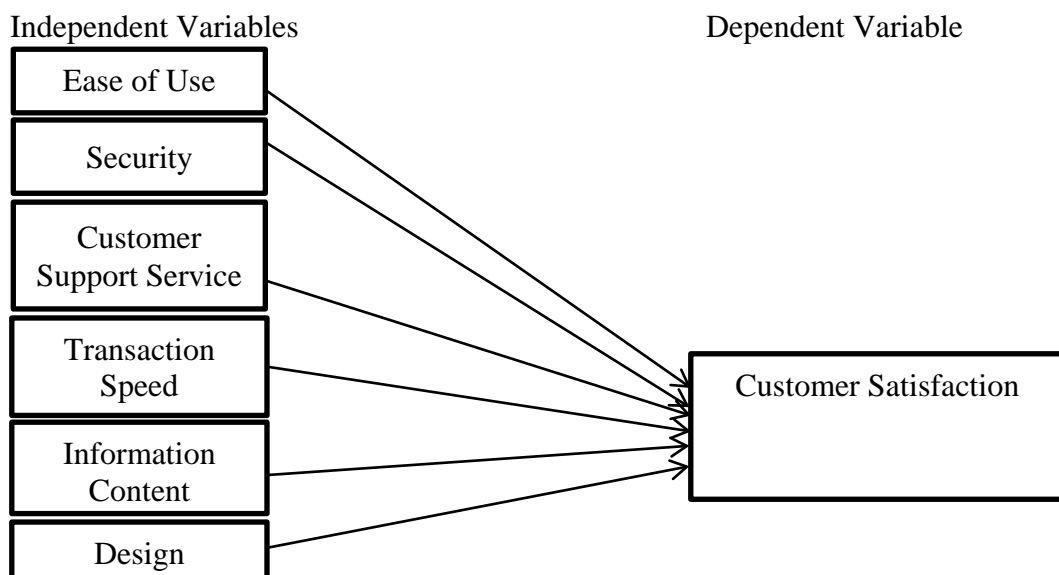 Independent Variables
Dependent Variable
Ease of Use
Security
Customer
Support Service
Transaction
Speed
Information
Content
Design
Customer Satisfaction